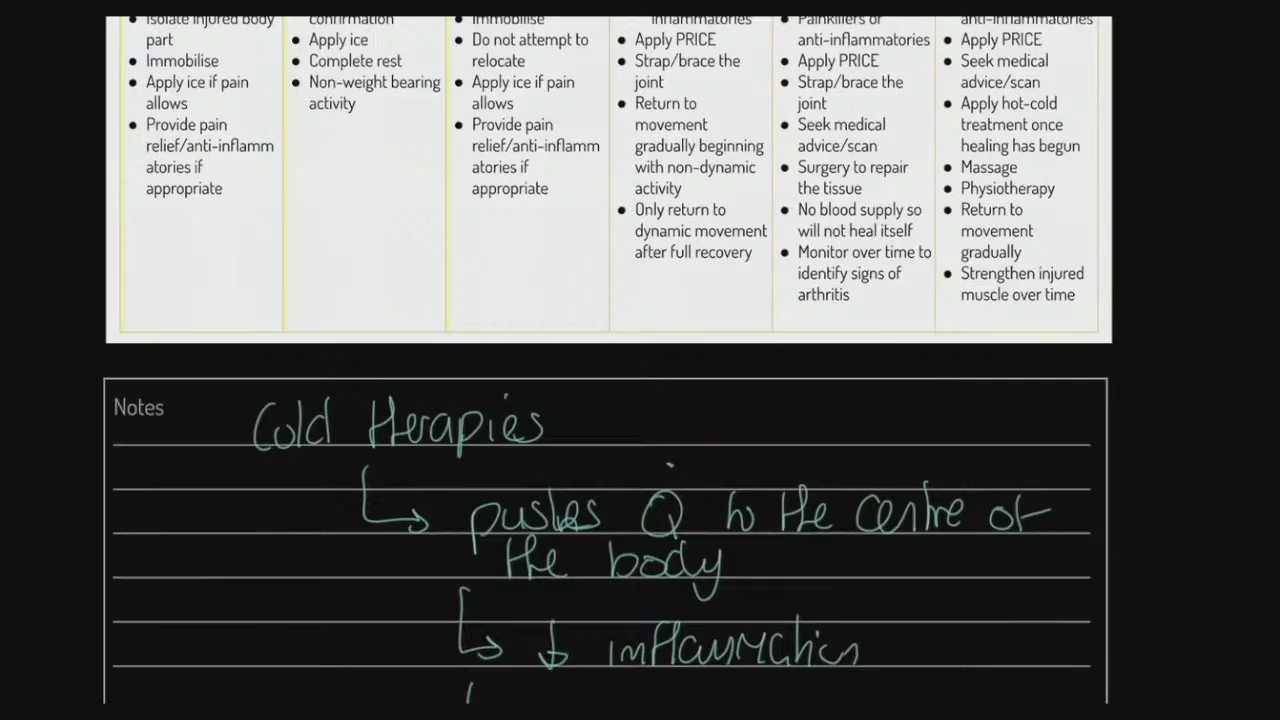 Isolate injured body
part
Immobilise
Apply ice if pain
allows
Provide pain
relief/anti-inflamm
atories if
appropriate
confirmation
Apply ice
Complete rest
Non-weight bearing
activity
Immobilise
Do not attempt to
relocate
Apply ice if pain
allows
Provide pain
relief/anti-inflamm
atories if
appropriate
inflammatories
Apply PRICE
Strap/brace the
joint
Return to
movement
gradually beginning
with non-dynamic
activity
Only return to
dynamic movement
after full recovery
Painkillers or
anti-inflammatories
Apply PRICE
Strap/brace the
joint
Seek medical
advice/scan
Surgery to repair
the tissue
No blood supply so
will not heal itself
Monitor over time to
identify signs of
arthritis
anti-inflammatories
Apply PRICE
Seek medical
advice/scan
Apply hot-cold
treatment once
healing has begun
Massage
Physiotherapy
Return to
movement
gradually
Strengthen injured
muscle over time
Notes
Cold therapies
↳ pushes Q̇ to the centre of
the body
↳ ↓ inflammation